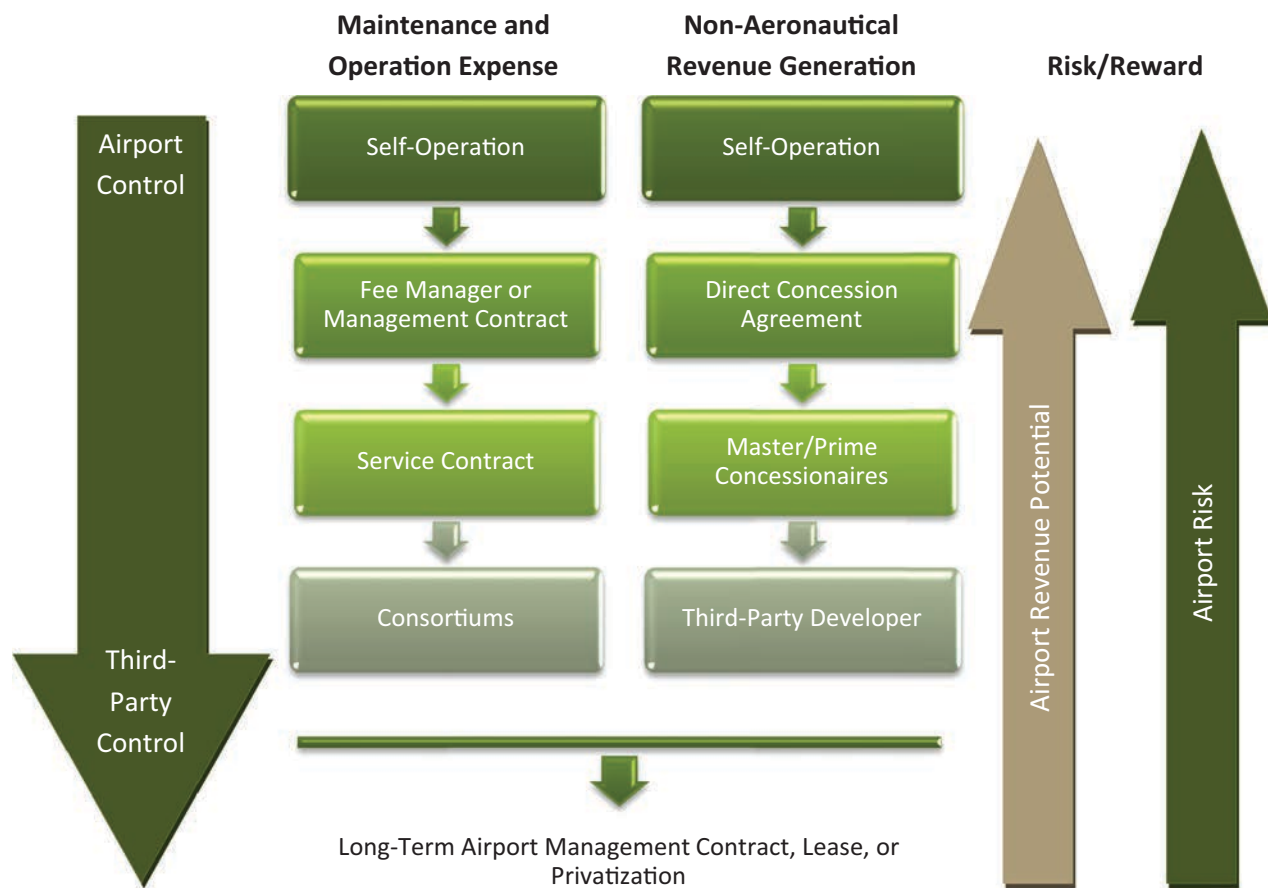 Maintenance and
Operation Expense
Non-Aeronautical
Revenue Generation
Risk/Reward
Airport
Control
Self-Operation
Self-Operation
Fee Manager or
Management Contract
Direct Concession
Agreement
Service Contract
Master/Prime
Concessionaires
Consortiums
Third-Party Developer
Third-
Party
Control
Airport Revenue Potential
Airport Risk
Long-Term Airport Management Contract, Lease, or
Privatization